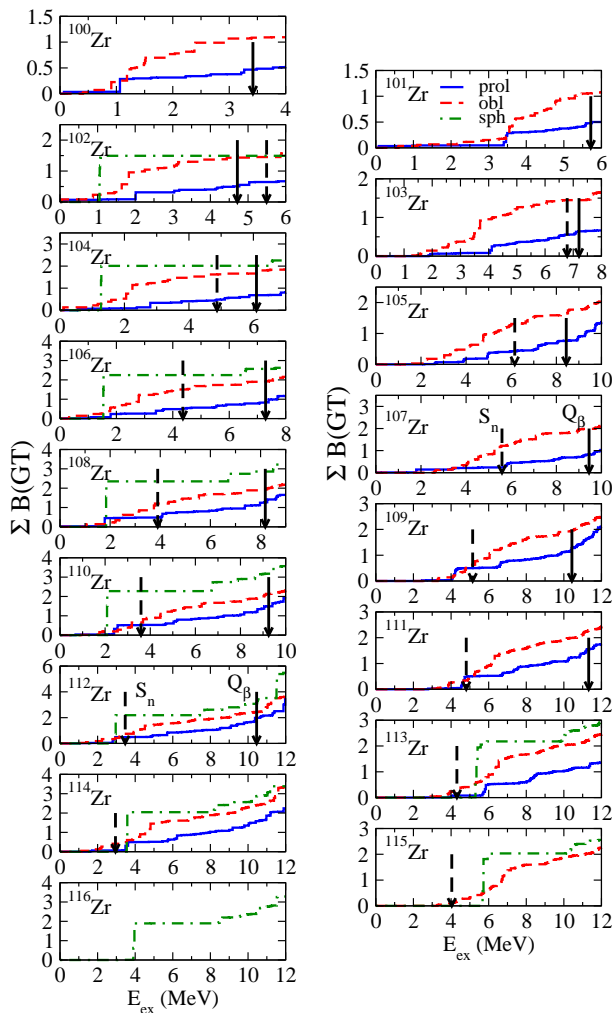 1.5
1
0.5
0
¹⁰⁰Zr
0 1 2 3 4
2
1
0
¹⁰²Zr
0 1 2 3 4 5 6
3
2
1
0
¹⁰⁴Zr
0 2 4 6
4
3
2
1
0
¹⁰⁶Zr
0 2 4 6 8
4
3
2
1
0
¹⁰⁸Zr
0 2 4 6 8
4
3
2
1
0
¹¹⁰Zr
0 2 4 6 8 10
6
4
2
0
¹¹²Zr
Sₙ
Qᵦ
0 2 4 6 8 10 12
4
3
2
1
0
¹¹⁴Zr
0 2 4 6 8 10 12
4
3
2
1
0
¹¹⁶Zr
0 2 4 6 8 10 12
E_ex (MeV)
Σ B(GT)
1.5
1
0.5
0
¹⁰¹Zr
prol
obl
sph
0 1 2 3 4 5 6
2
1
0
¹⁰³Zr
0 1 2 3 4 5 6 7 8
2
1
0
¹⁰⁵Zr
0 2 4 6 8 10
3
2
1
0
¹⁰⁷Zr
Sₙ
Qᵦ
0 2 4 6 8 10
3
2
1
0
¹⁰⁹Zr
0 2 4 6 8 10 12
3
2
1
0
¹¹¹Zr
0 2 4 6 8 10 12
3
2
1
0
¹¹³Zr
0 2 4 6 8 10 12
3
2
1
0
¹¹⁵Zr
0 2 4 6 8 10 12
E_ex (MeV)
Σ B(GT)